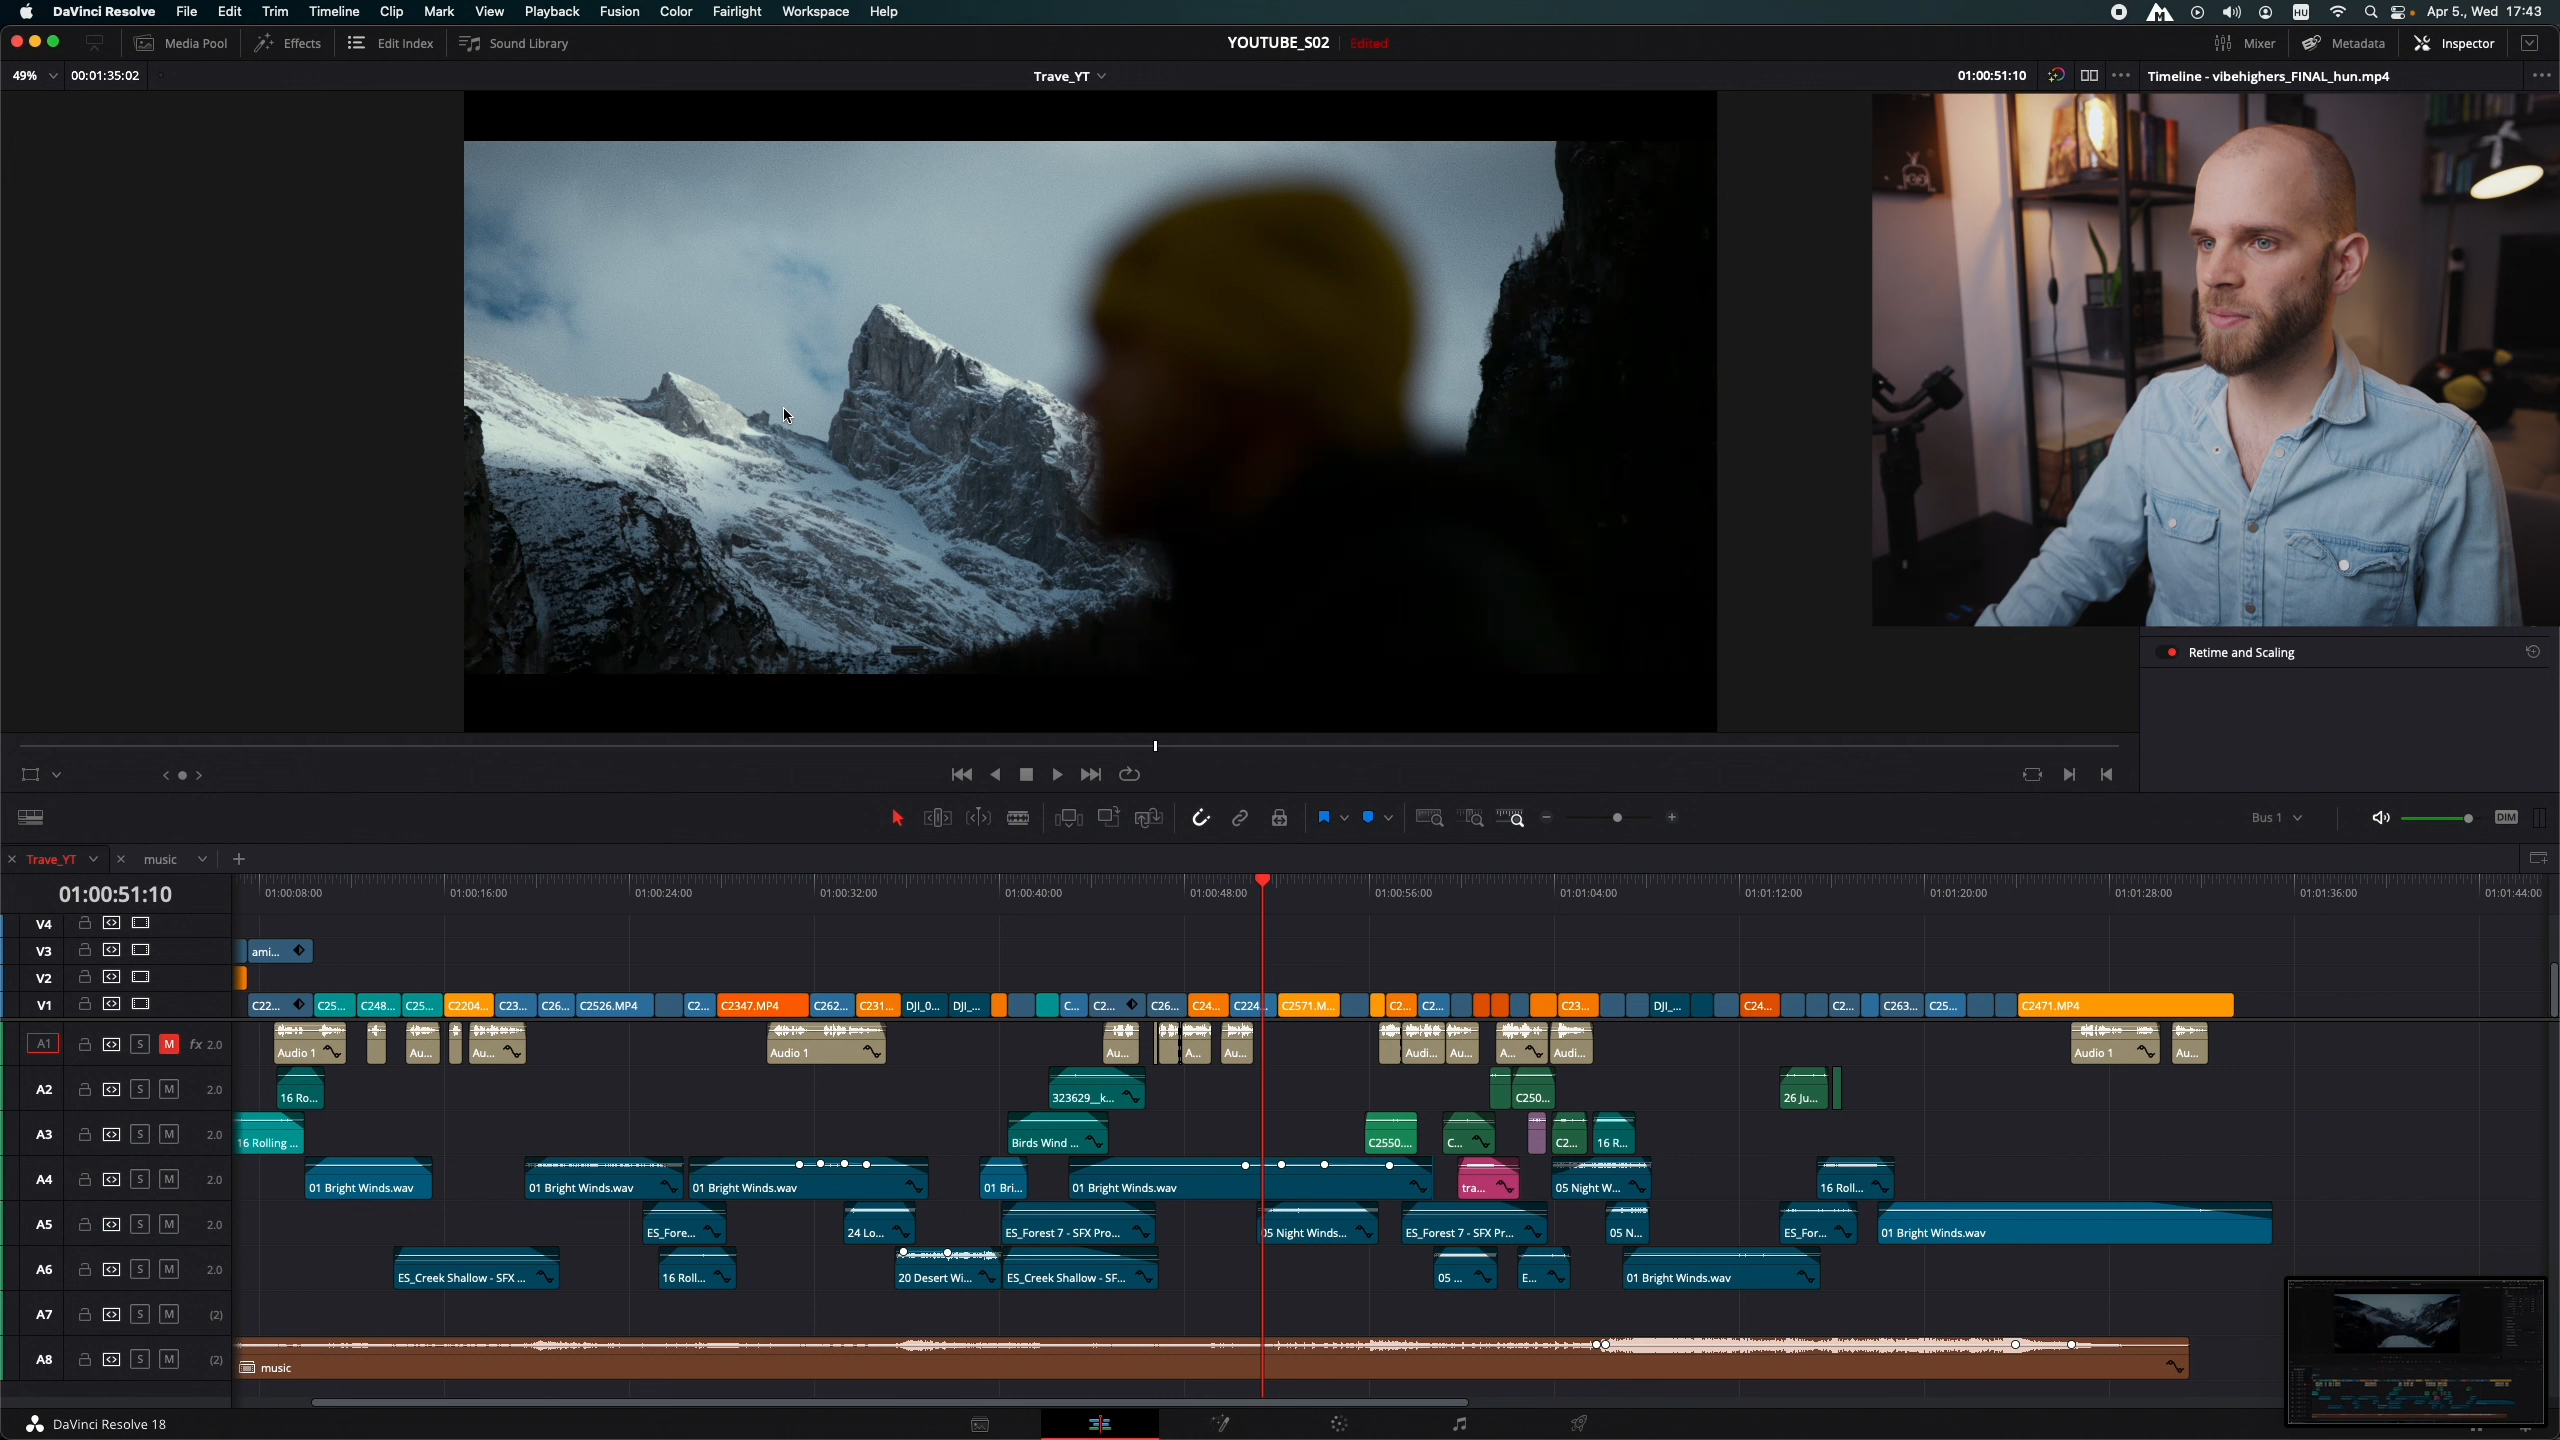 DaVinci Resolve File Edit Trim Timeline Clip Mark View Playback Fusion Color Fairlight Workspace Help HU Apr 5., Wed 17:43
Media Pool Effects Edit Index Sound Library YOUTUBE_S02 Edited Mixer Metadata Inspector
49% 00:01:35:02 Trave_YT 01:00:51:10 Timeline - vibehighers_FINAL_hun.mp4
Retime and Scaling
Bus 1 DIM
Trave_YT music
01:00:51:10 01:00:08:00 01:00:16:00 01:00:24:00 01:00:32:00 01:00:40:00 01:00:48:00 01:00:56:00 01:01:04:00 01:01:12:00 01:01:20:00 01:01:28:00 01:01:36:00 01:01:44:00
V4
V3 ami...
V2
V1 C22... C25... C248... C25... C2204... C23... C26... C2526.MP4 C2... C2347.MP4 C262... C231... DJI_0... DJI_... C... C2... C26... C24... C224... C2571.M... C2... C2... C23... DJI_... C24... C2... C263... C25... C2471.MP4
A1 S M fx 2.0 Audio 1 Au... Au... Audio 1 Au... A... Au... Audi... Au... A... Audi... Audio 1 Au...
A2 S M 2.0 16 Ro... 323629__k... C250... 26 Ju...
A3 S M 2.0 16 Rolling ... Birds Wind ... C2550.... C... C2... 16 R...
A4 S M 2.0 01 Bright Winds.wav 01 Bright Winds.wav 01 Bright Winds.wav 01 Bri... 01 Bright Winds.wav tra... 05 Night W... 16 Roll...
A5 S M 2.0 ES_Fore... 24 Lo... ES_Forest 7 - SFX Pro... 05 Night Winds... ES_Forest 7 - SFX Pr... 05 N... ES_For... 01 Bright Winds.wav
A6 S M 2.0 ES_Creek Shallow - SFX ... 16 Roll... 20 Desert Wi... ES_Creek Shallow - SF... 05 ... E... 01 Bright Winds.wav
A7 S M (2)
A8 S M (2) music
DaVinci Resolve 18